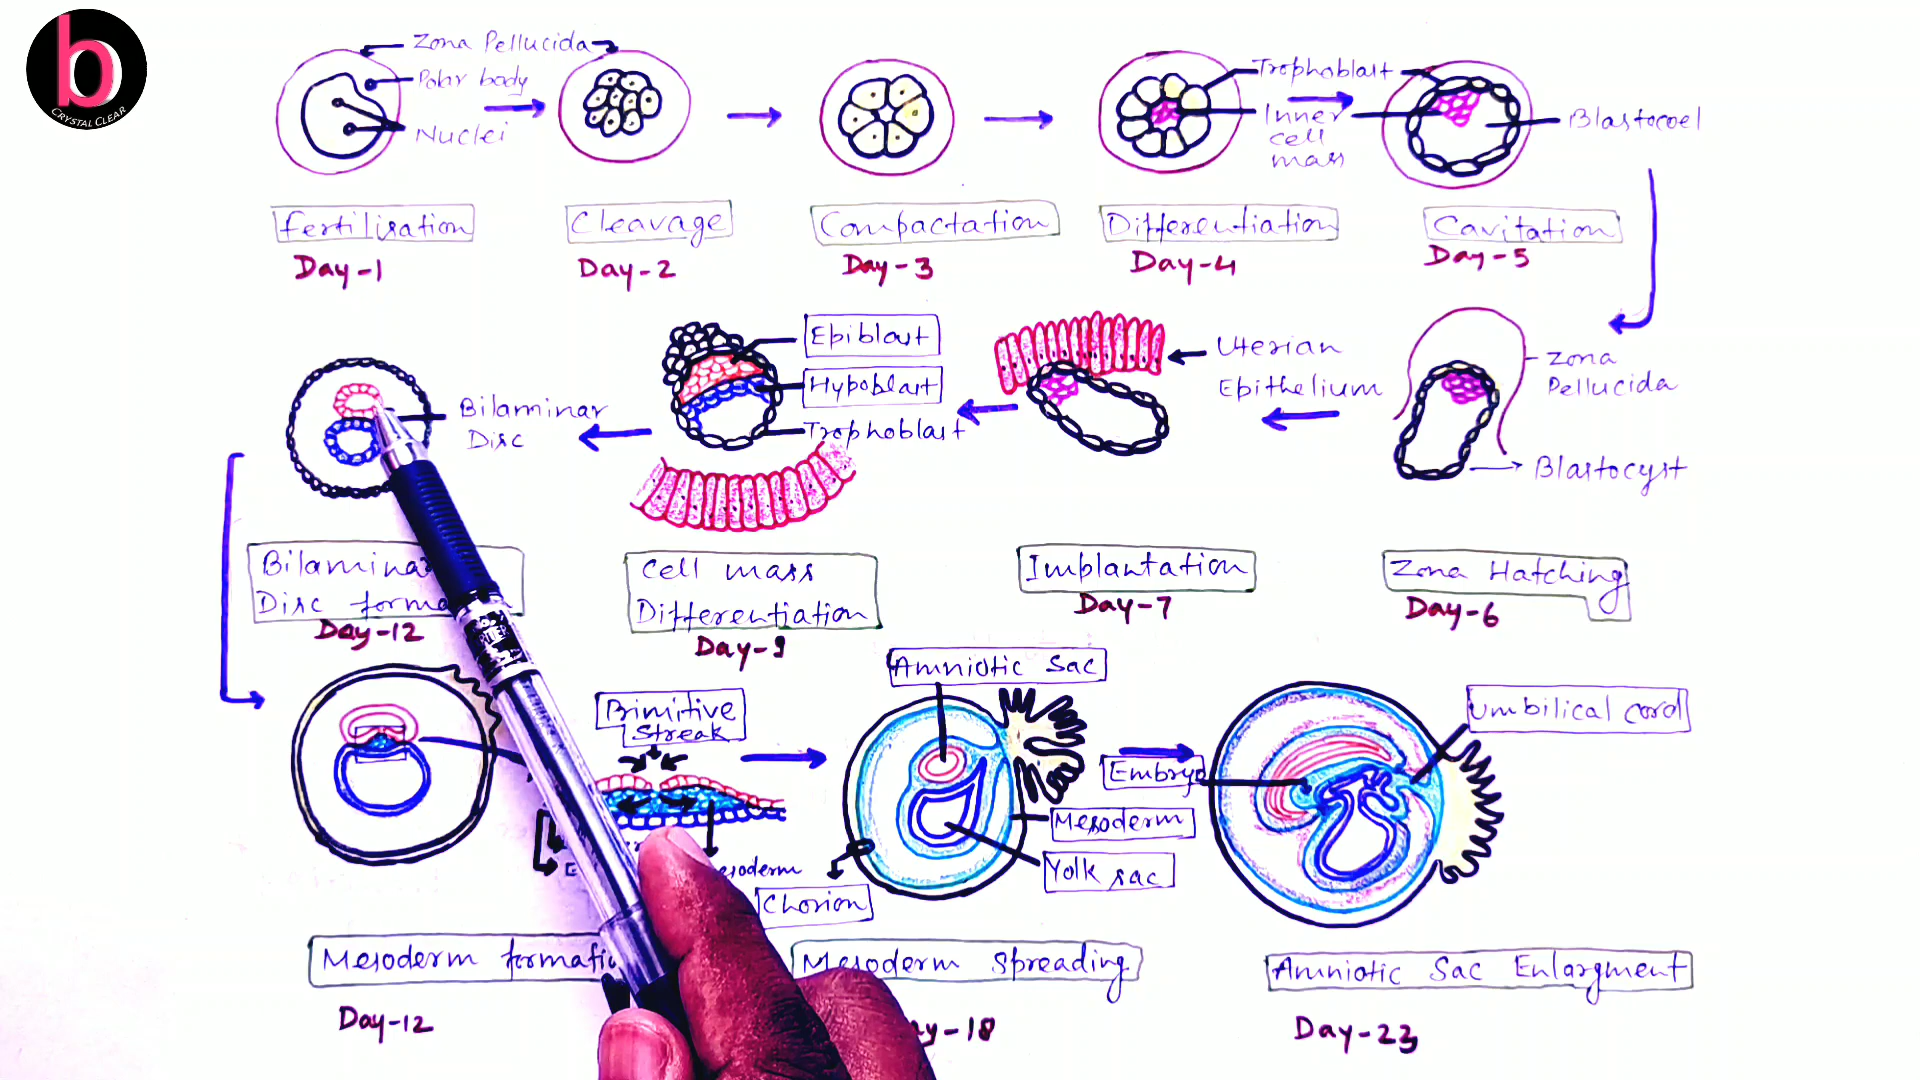 b
CRYSTAL CLEAR
Zona Pellucida
Polar body
Nuclei
Trophoblast
Inner
cell
mass
Blastocoel
Fertilisation
Day-1
Cleavage
Day-2
Compactation
Day-3
Differentiation
Day-4
Cavitation
Day-5
Bilaminar
Disc
Epiblast
Hypoblast
Trophoblast
Uterian
Epithelium
Zona
Pellucida
Blastocyst
Disc
Day-12
Cell mass
Differentiation
Day-9
Implantation
Day-7
Zona Hatching
Day-6
Primitive
Streak
Amniotic Sac
Mesoderm
Yolk sac
Chorion
Embryo
Umbilical cord
Mesoderm
Day-12
Mesoderm Spreading
18
Amniotic Sac Enlargment
Day-23